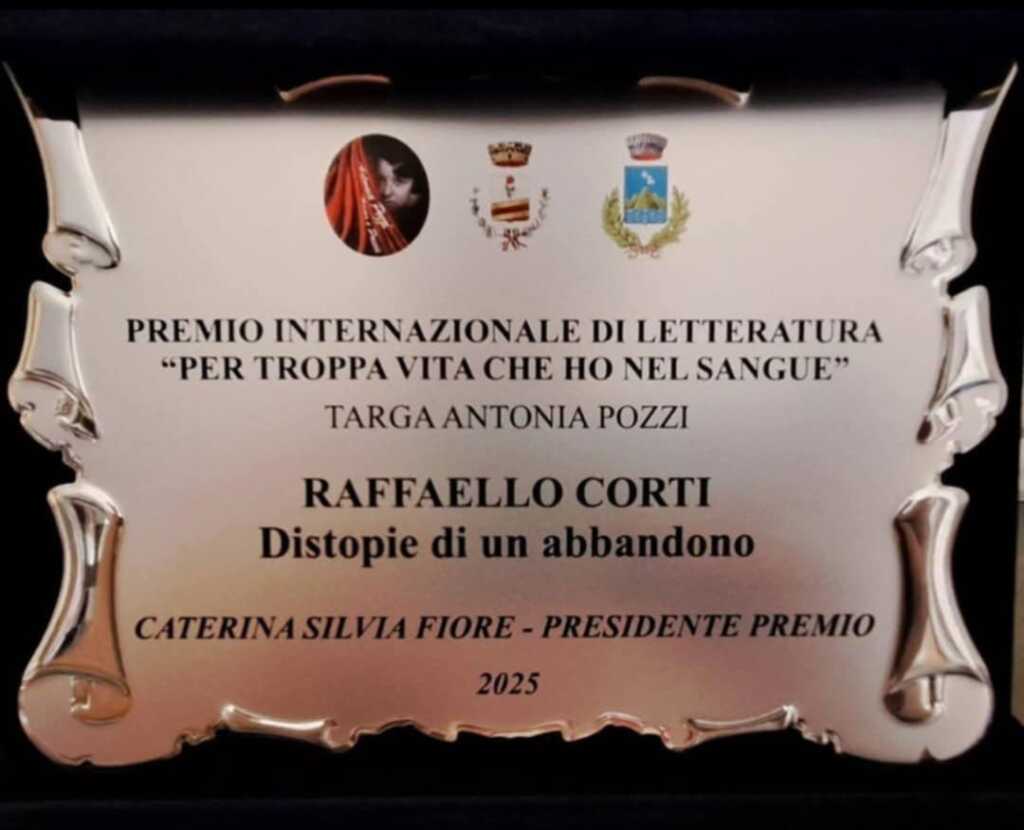 PREMIO INTERNAZIONALE DI LETTERATURA
“PER TROPPA VITA CHE HO NEL SANGUE”
TARGA ANTONIA POZZI
RAFFAELLO CORTI
Distopie di un abbandono
CATERINA SILVIA FIORE - PRESIDENTE PREMIO
2025